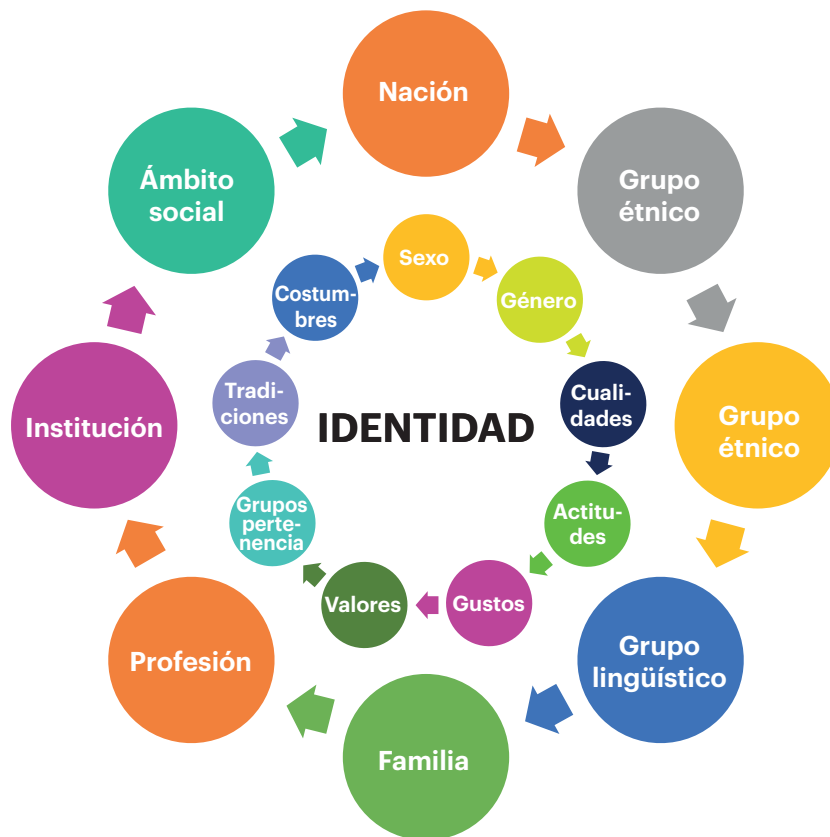 Nación
Grupo
étnico
Grupo
étnico
Grupo
lingüístico
Familia
Profesión
Institución
Ámbito
social
Sexo
Género
Cuali-
dades
Actitu-
des
Gustos
Valores
Grupos
perte-
nencia
Tradi-
ciones
Costum-
bres
IDENTIDAD